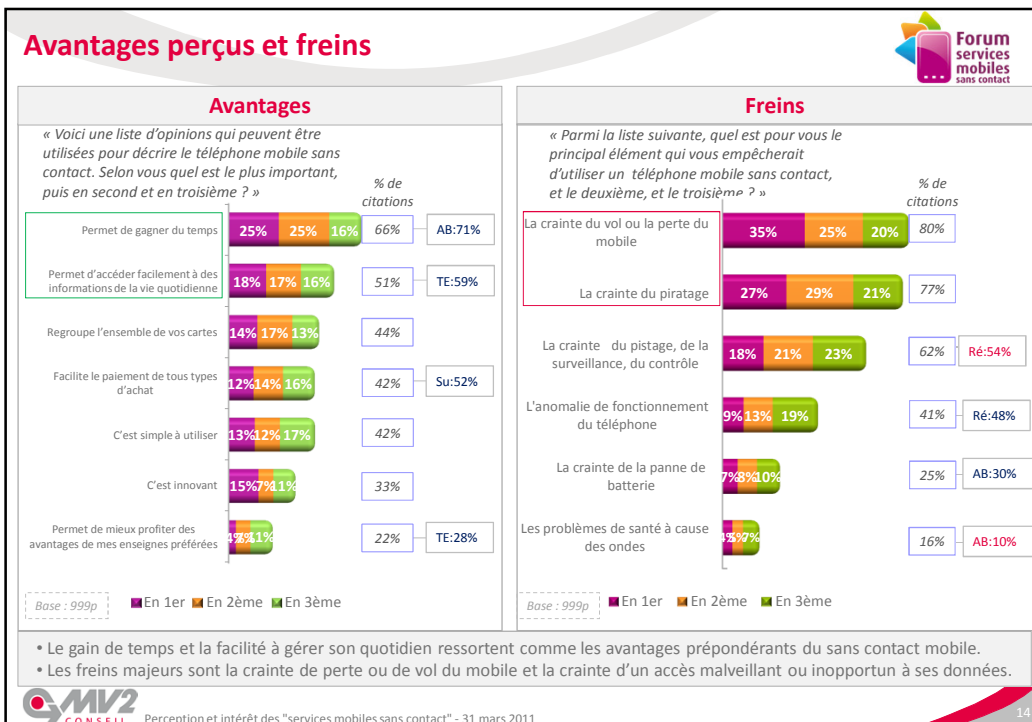 Avantages perçus et freins
Forum
services
mobiles
sans contact
Avantages
« Voici une liste d'opinions qui peuvent être
utilisées pour décrire le téléphone mobile sans
contact. Selon vous quel est le plus important,
puis en second et en troisième ? »
% de
citations
Permet de gagner du temps
25% 25% 16% 66% AB:71%
Permet d'accéder facilement à des
informations de la vie quotidienne
18% 17% 16% 51% TE:59%
Regroupe l'ensemble de vos cartes
14% 17% 13% 44%
Facilite le paiement de tous types
d'achat
12% 14% 16% 42% Su:52%
C'est simple à utiliser
13% 12% 17% 42%
C'est innovant
15% 7% 11% 33%
Permet de mieux profiter des
avantages de mes enseignes préférées
4% 11% 22% TE:28%
Base : 999p
En 1er En 2ème En 3ème
Freins
« Parmi la liste suivante, quel est pour vous le
principal élément qui vous empêcherait
d'utiliser un téléphone mobile sans contact,
et le deuxième, et le troisième ? »
% de
citations
La crainte du vol ou la perte du
mobile
35% 25% 20% 80%
La crainte du piratage
27% 29% 21% 77%
La crainte du pistage, de la
surveillance, du contrôle
18% 21% 23% 62% Ré:54%
L'anomalie de fonctionnement
du téléphone
9% 13% 19% 41% Ré:48%
La crainte de la panne de
batterie
7% 8% 10% 25% AB:30%
Les problèmes de santé à cause
des ondes
4% 5% 7% 16% AB:10%
Base : 999p
En 1er En 2ème En 3ème
• Le gain de temps et la facilité à gérer son quotidien ressortent comme les avantages prépondérants du sans contact mobile.
• Les freins majeurs sont la crainte de perte ou de vol du mobile et la crainte d'un accès malveillant ou inopportun à ses données.
MV2
CONSEIL
Perception et intérêt des "services mobiles sans contact" - 31 mars 2011
14